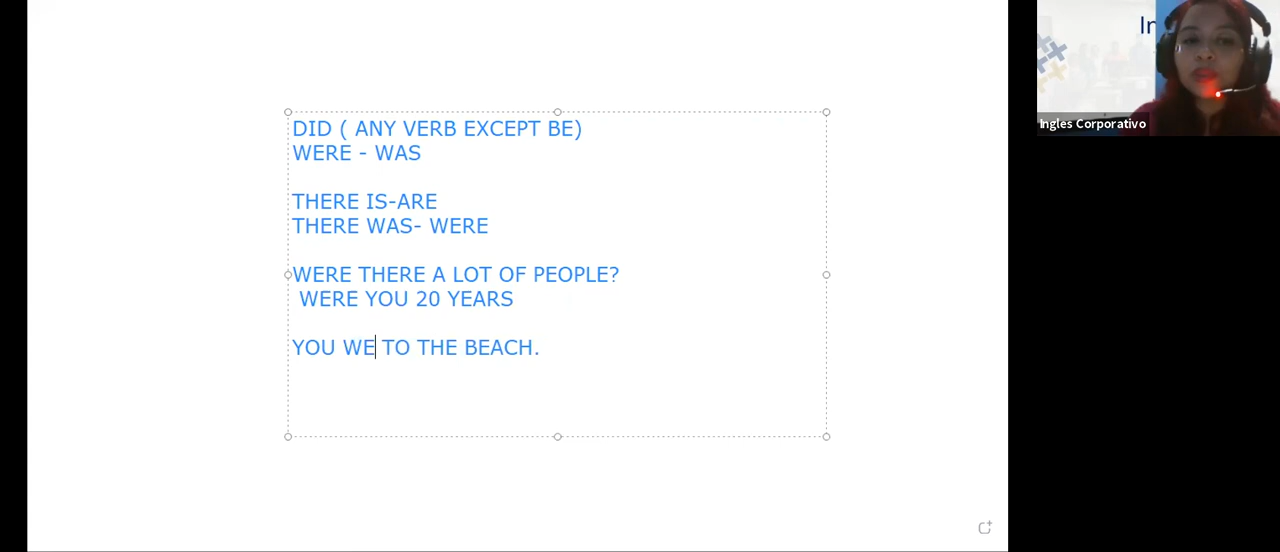 DID ( ANY VERB EXCEPT BE)
WERE - WAS
THERE IS-ARE
THERE WAS- WERE
WERE THERE A LOT OF PEOPLE?
WERE YOU 20 YEARS
YOU WE TO THE BEACH.
Ingles Corporativo